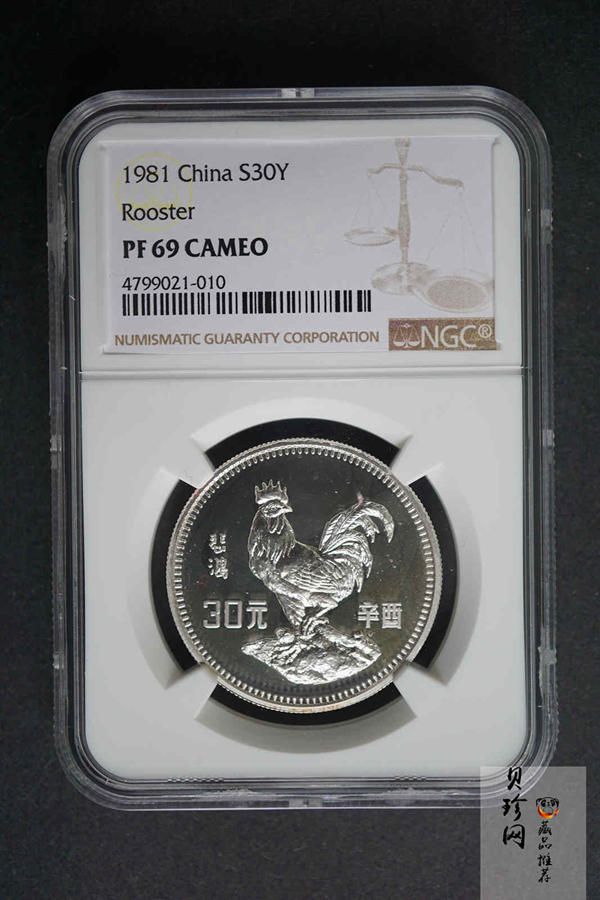 1981 China S30Y
Rooster
PF 69 CAMEO
4799021-010
NUMISMATIC GUARANTY CORPORATION
NGC®
悲鴻
30元
辛酉
贝珍网
藏品推荐